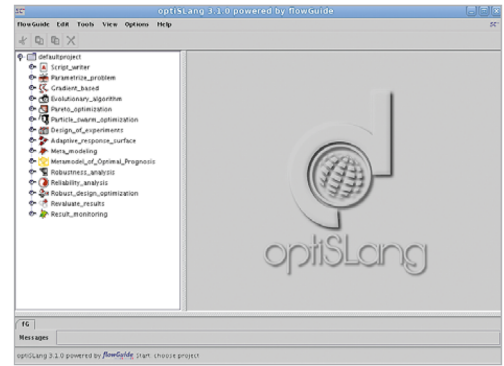 optiSLang 3.1.0 powered by flowGuide
flowGuide Edit Tools View Options Help
defaultproject
Script_writer
Parametrize_problem
Gradient_based
Evolutionary_algorithm
Pareto_optimization
Particle_swarm_optimization
Design_of_experiments
Adaptive_response_surface
Meta_modeling
Metamodel_of_Optimal_Prognosis
Robustness_analysis
Reliability_analysis
Robust_design_optimization
Revaluate_results
Result_monitoring
optiSLang
fG
Messages
optiSLang 3.1.0 powered by flowGuide Start: choose project